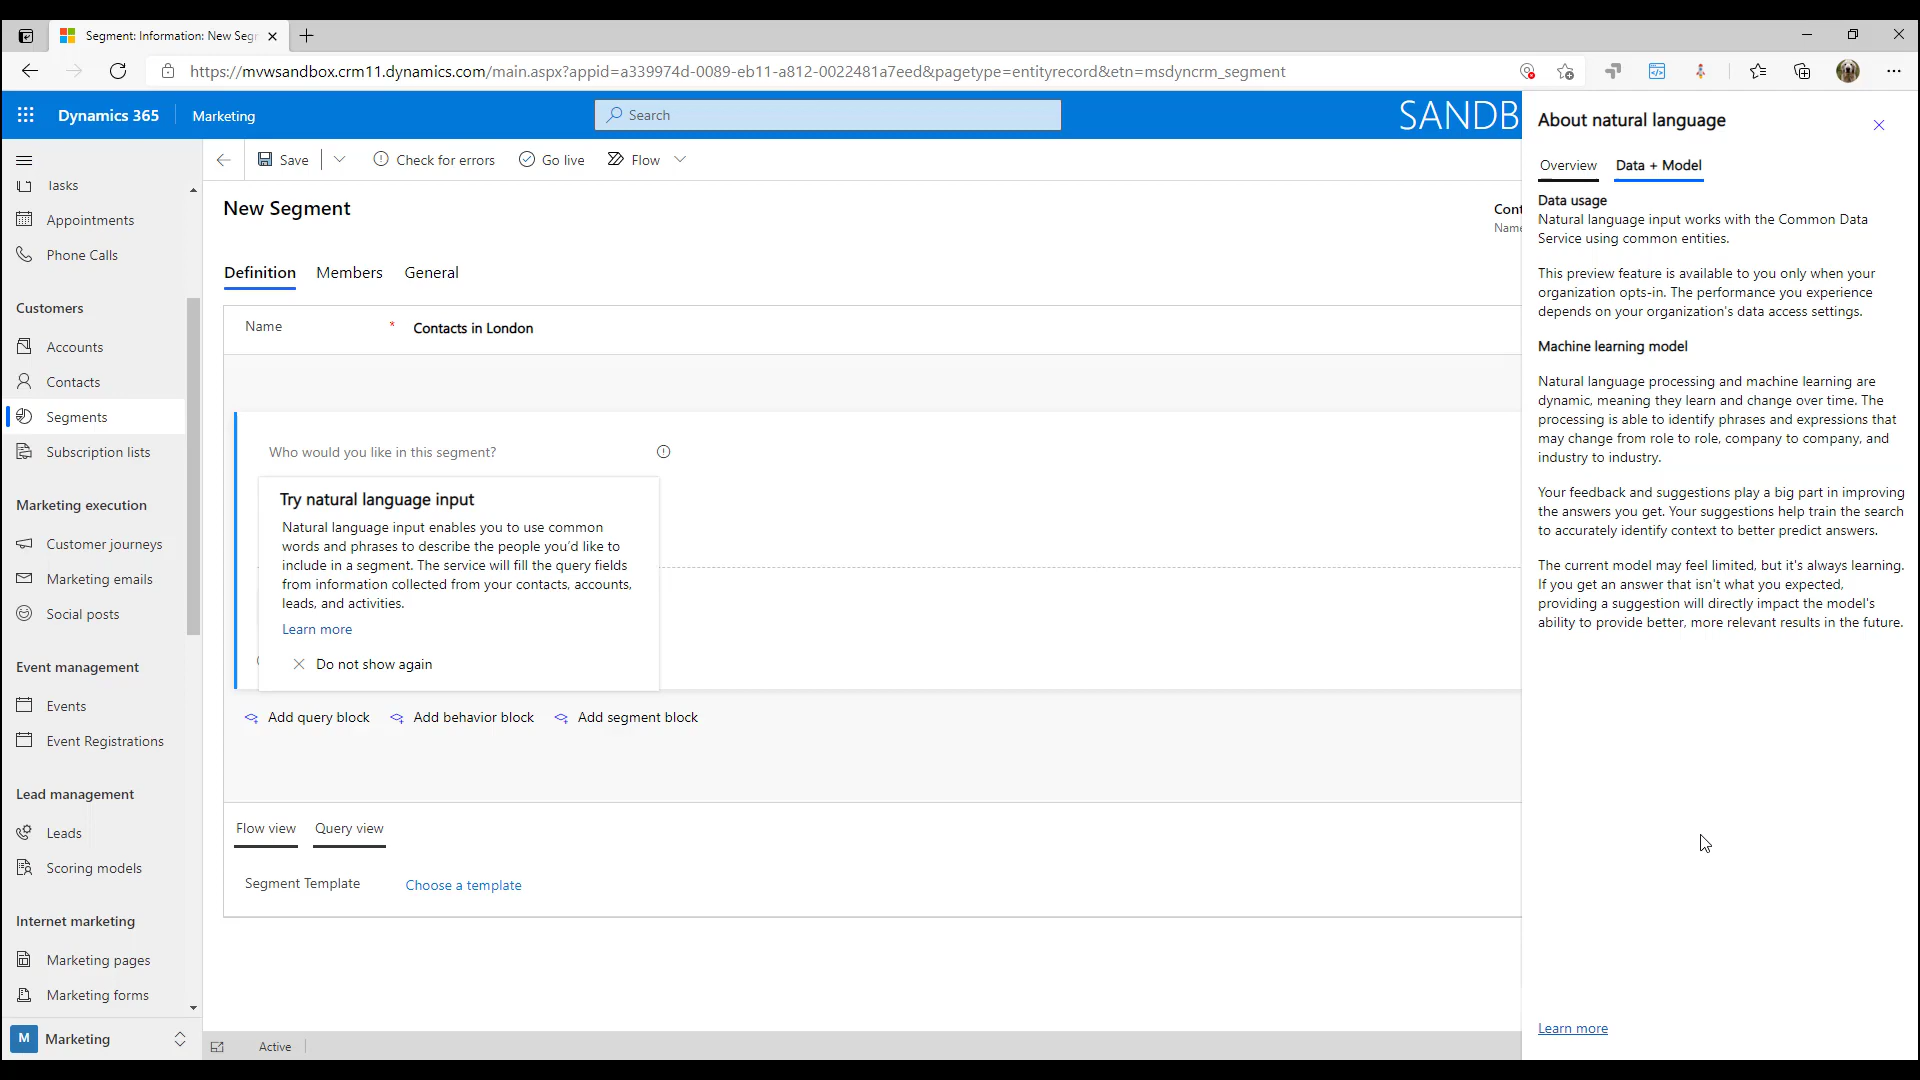 Segment: Information: New Seg
https://mvwsandbox.crm11.dynamics.com/main.aspx?appid=a339974d-0089-eb11-a812-0022481a7eed&pagetype=entityrecord&etn=msdyncrm_segment
Dynamics 365
Marketing
Search
SANDB
Save
Check for errors
Go live
Flow
Tasks
Appointments
Phone Calls
Customers
Accounts
Contacts
Segments
Subscription lists
Marketing execution
Customer journeys
Marketing emails
Social posts
Event management
Events
Event Registrations
Lead management
Leads
Scoring models
Internet marketing
Marketing pages
Marketing forms
M
Marketing
New Segment
Cont
Name
Definition
Members
General
Name
*
Contacts in London
Who would you like in this segment?
Try natural language input
Natural language input enables you to use common
words and phrases to describe the people you'd like to
include in a segment. The service will fill the query fields
from information collected from your contacts, accounts,
leads, and activities.
Learn more
Do not show again
Add query block
Add behavior block
Add segment block
Flow view
Query view
Segment Template
Choose a template
Active
About natural language
Overview
Data + Model
Data usage
Natural language input works with the Common Data
Service using common entities.
This preview feature is available to you only when your
organization opts-in. The performance you experience
depends on your organization's data access settings.
Machine learning model
Natural language processing and machine learning are
dynamic, meaning they learn and change over time. The
processing is able to identify phrases and expressions that
may change from role to role, company to company, and
industry to industry.
Your feedback and suggestions play a big part in improving
the answers you get. Your suggestions help train the search
to accurately identify context to better predict answers.
The current model may feel limited, but it's always learning.
If you get an answer that isn't what you expected,
providing a suggestion will directly impact the model's
ability to provide better, more relevant results in the future.
Learn more